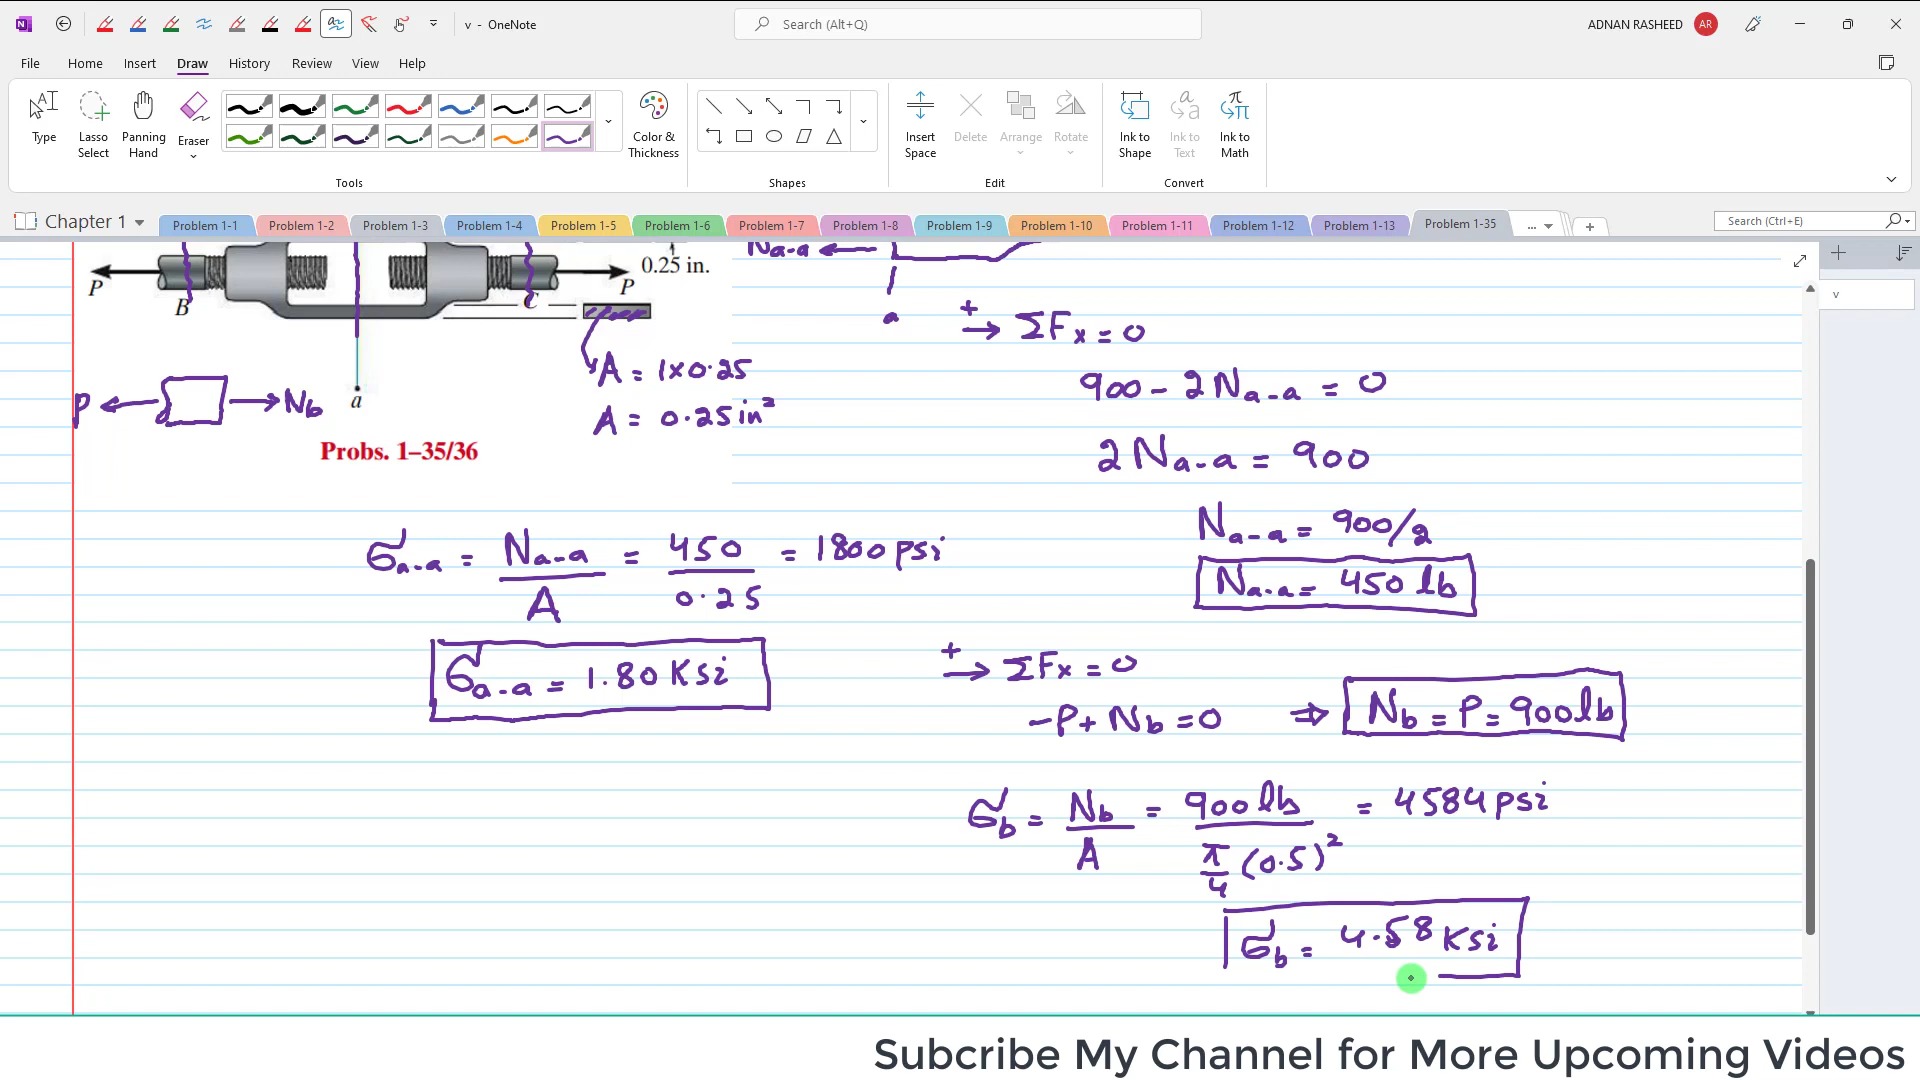 v - OneNote
Search (Alt+Q)
ADNAN RASHEED AR
File Home Insert Draw History Review View Help
Type
Lasso Select
Panning Hand
Eraser
Color & Thickness
Insert Space
Delete
Arrange
Rotate
Ink to Shape
Ink to Text
Ink to Math
Tools Shapes Edit Convert
Chapter 1
Problem 1-1 Problem 1-2 Problem 1-3 Problem 1-4 Problem 1-5 Problem 1-6 Problem 1-7 Problem 1-8 Problem 1-9 Problem 1-10 Problem 1-11 Problem 1-12 Problem 1-13 Problem 1-35 ...
Search (Ctrl+E)
v
P B C P
0.25 in.
A = 1x0.25
A = 0.25 in²
P Nb
a
Probs. 1–35/36
σa-a = Na-a / A = 450 / 0.25 = 1800 psi
σa-a = 1.80 Ksi
Na-a
a
+ → ΣFx = 0
900 - 2Na-a = 0
2Na-a = 900
Na-a = 900/2
Na-a = 450 lb
+ → ΣFx = 0
-P + Nb = 0 ⇒ Nb = P = 900 lb
σb = Nb / A = 900 lb / π/4 (0.5)² = 4584 psi
σb = 4.58 Ksi
Subcribe My Channel for More Upcoming Videos